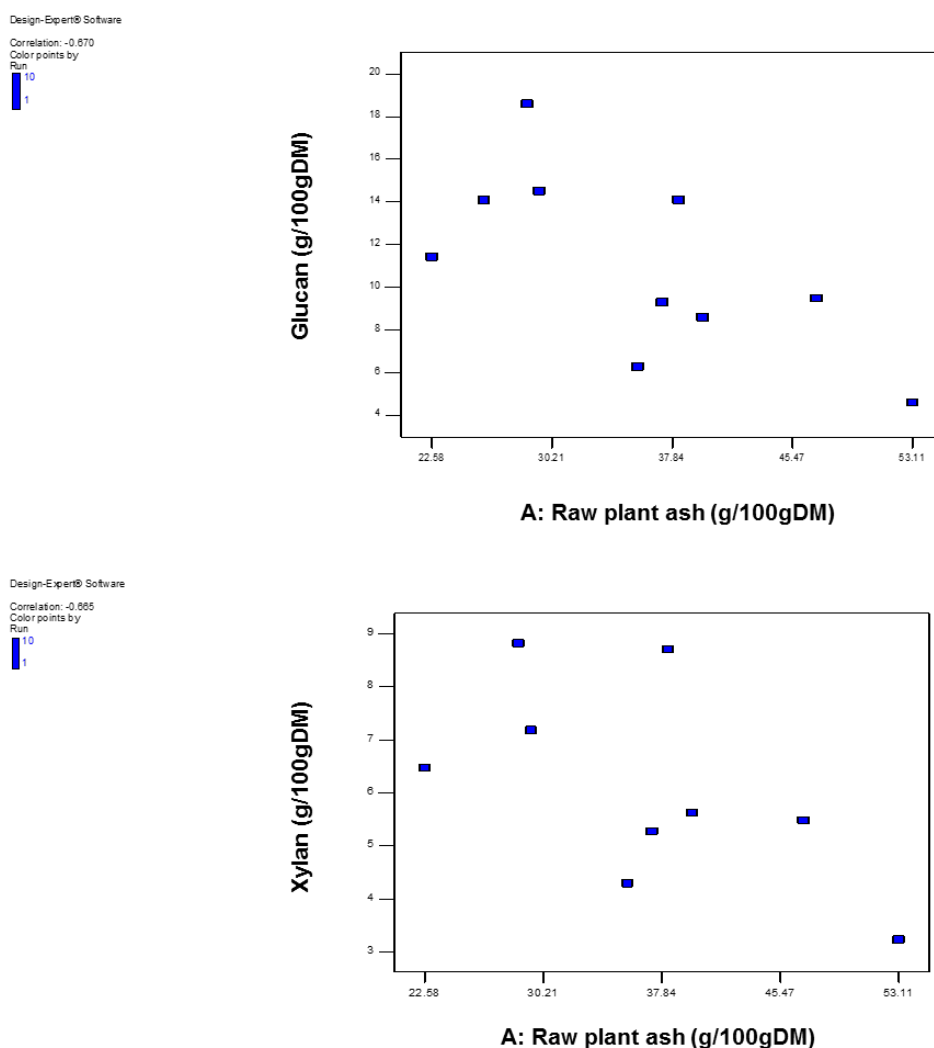 Design-Expert® Software
Correlation: -0.670
Color points by
Run
10
1
20
18
16
14
12
10
8
6
4
Glucan (g/100gDM)
22.58 30.21 37.84 45.47 53.11
A: Raw plant ash (g/100gDM)
Design-Expert® Software
Correlation: -0.665
Color points by
Run
10
1
9
8
7
6
5
4
3
Xylan (g/100gDM)
22.58 30.21 37.84 45.47 53.11
A: Raw plant ash (g/100gDM)